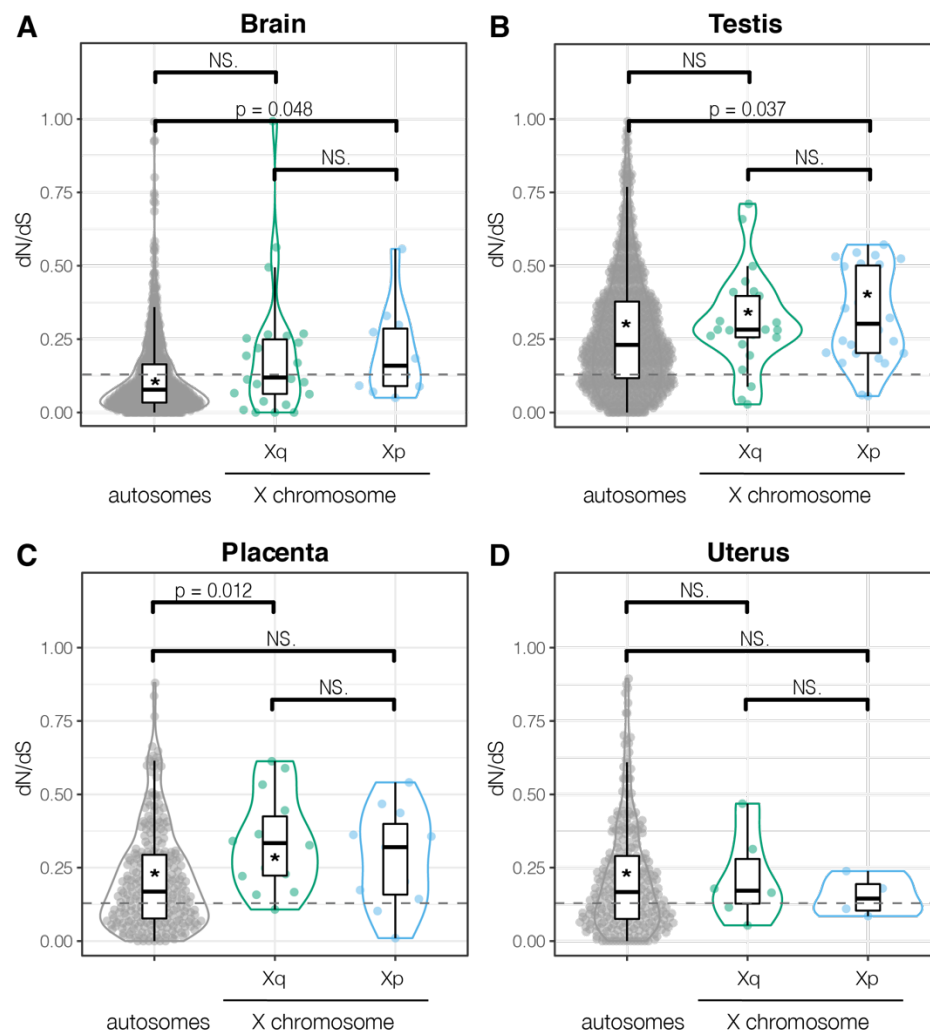 A
Brain
NS.
p = 0.048
NS.
1.00
0.75
0.50
0.25
0.00
dN/dS
*
Xq
Xp
autosomes
X chromosome
B
Testis
NS
p = 0.037
NS.
1.00
0.75
0.50
0.25
0.00
dN/dS
*
*
*
Xq
Xp
autosomes
X chromosome
C
Placenta
p = 0.012
NS.
NS.
1.00
0.75
0.50
0.25
0.00
dN/dS
*
*
Xq
Xp
autosomes
X chromosome
D
Uterus
NS.
NS.
NS.
1.00
0.75
0.50
0.25
0.00
dN/dS
*
Xq
Xp
autosomes
X chromosome